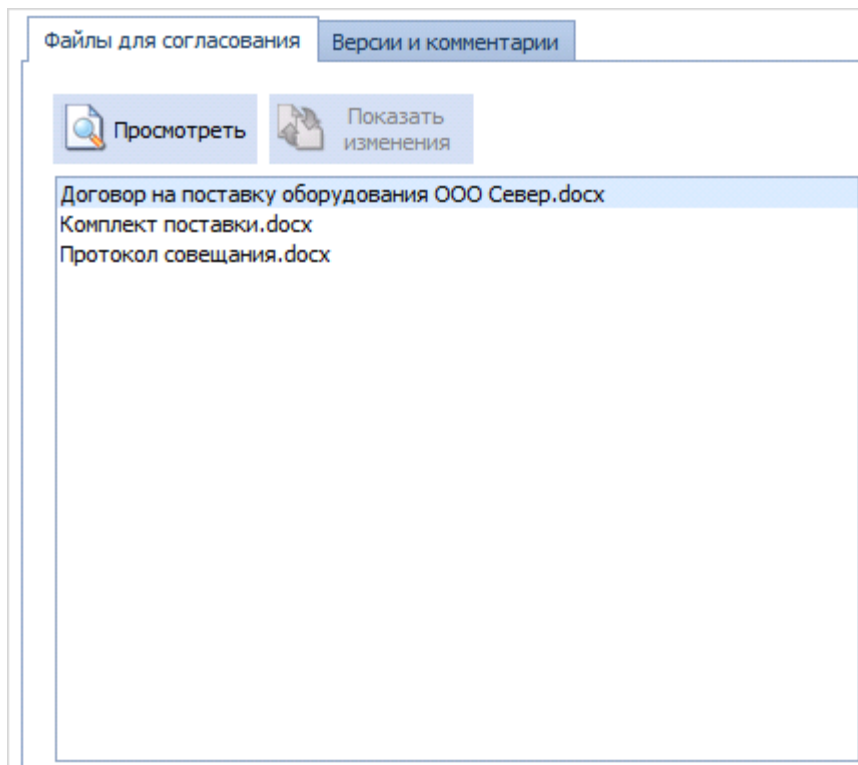 Файлы для согласования
Версии и комментарии
Просмотреть
Показать
изменения
Договор на поставку оборудования ООО Север.docx
Комплект поставки.docx
Протокол совещания.docx